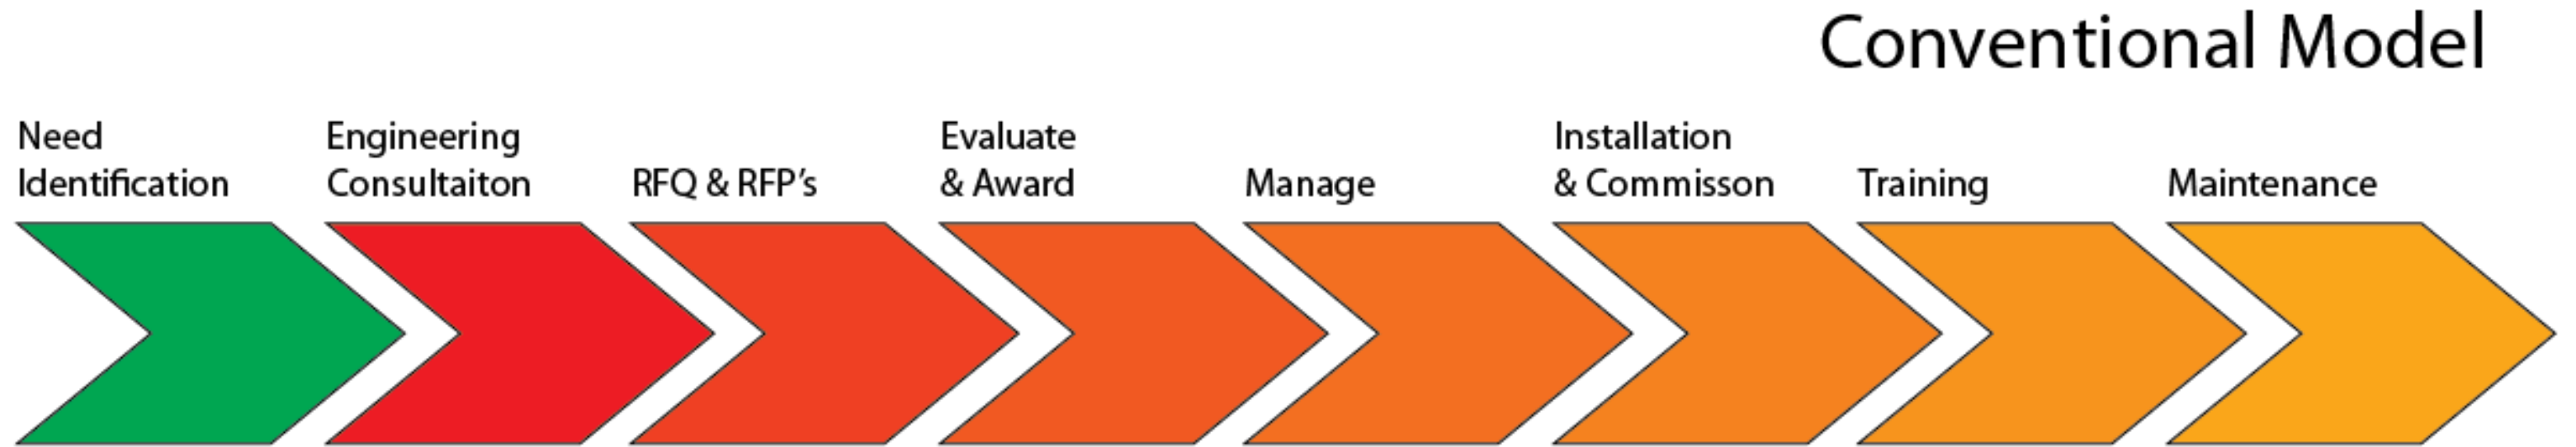 Conventional Model
Need
Identification
Engineering
Consultaiton
RFQ & RFP’s
Evaluate
& Award
Manage
Installation
& Commisson
Training
Maintenance